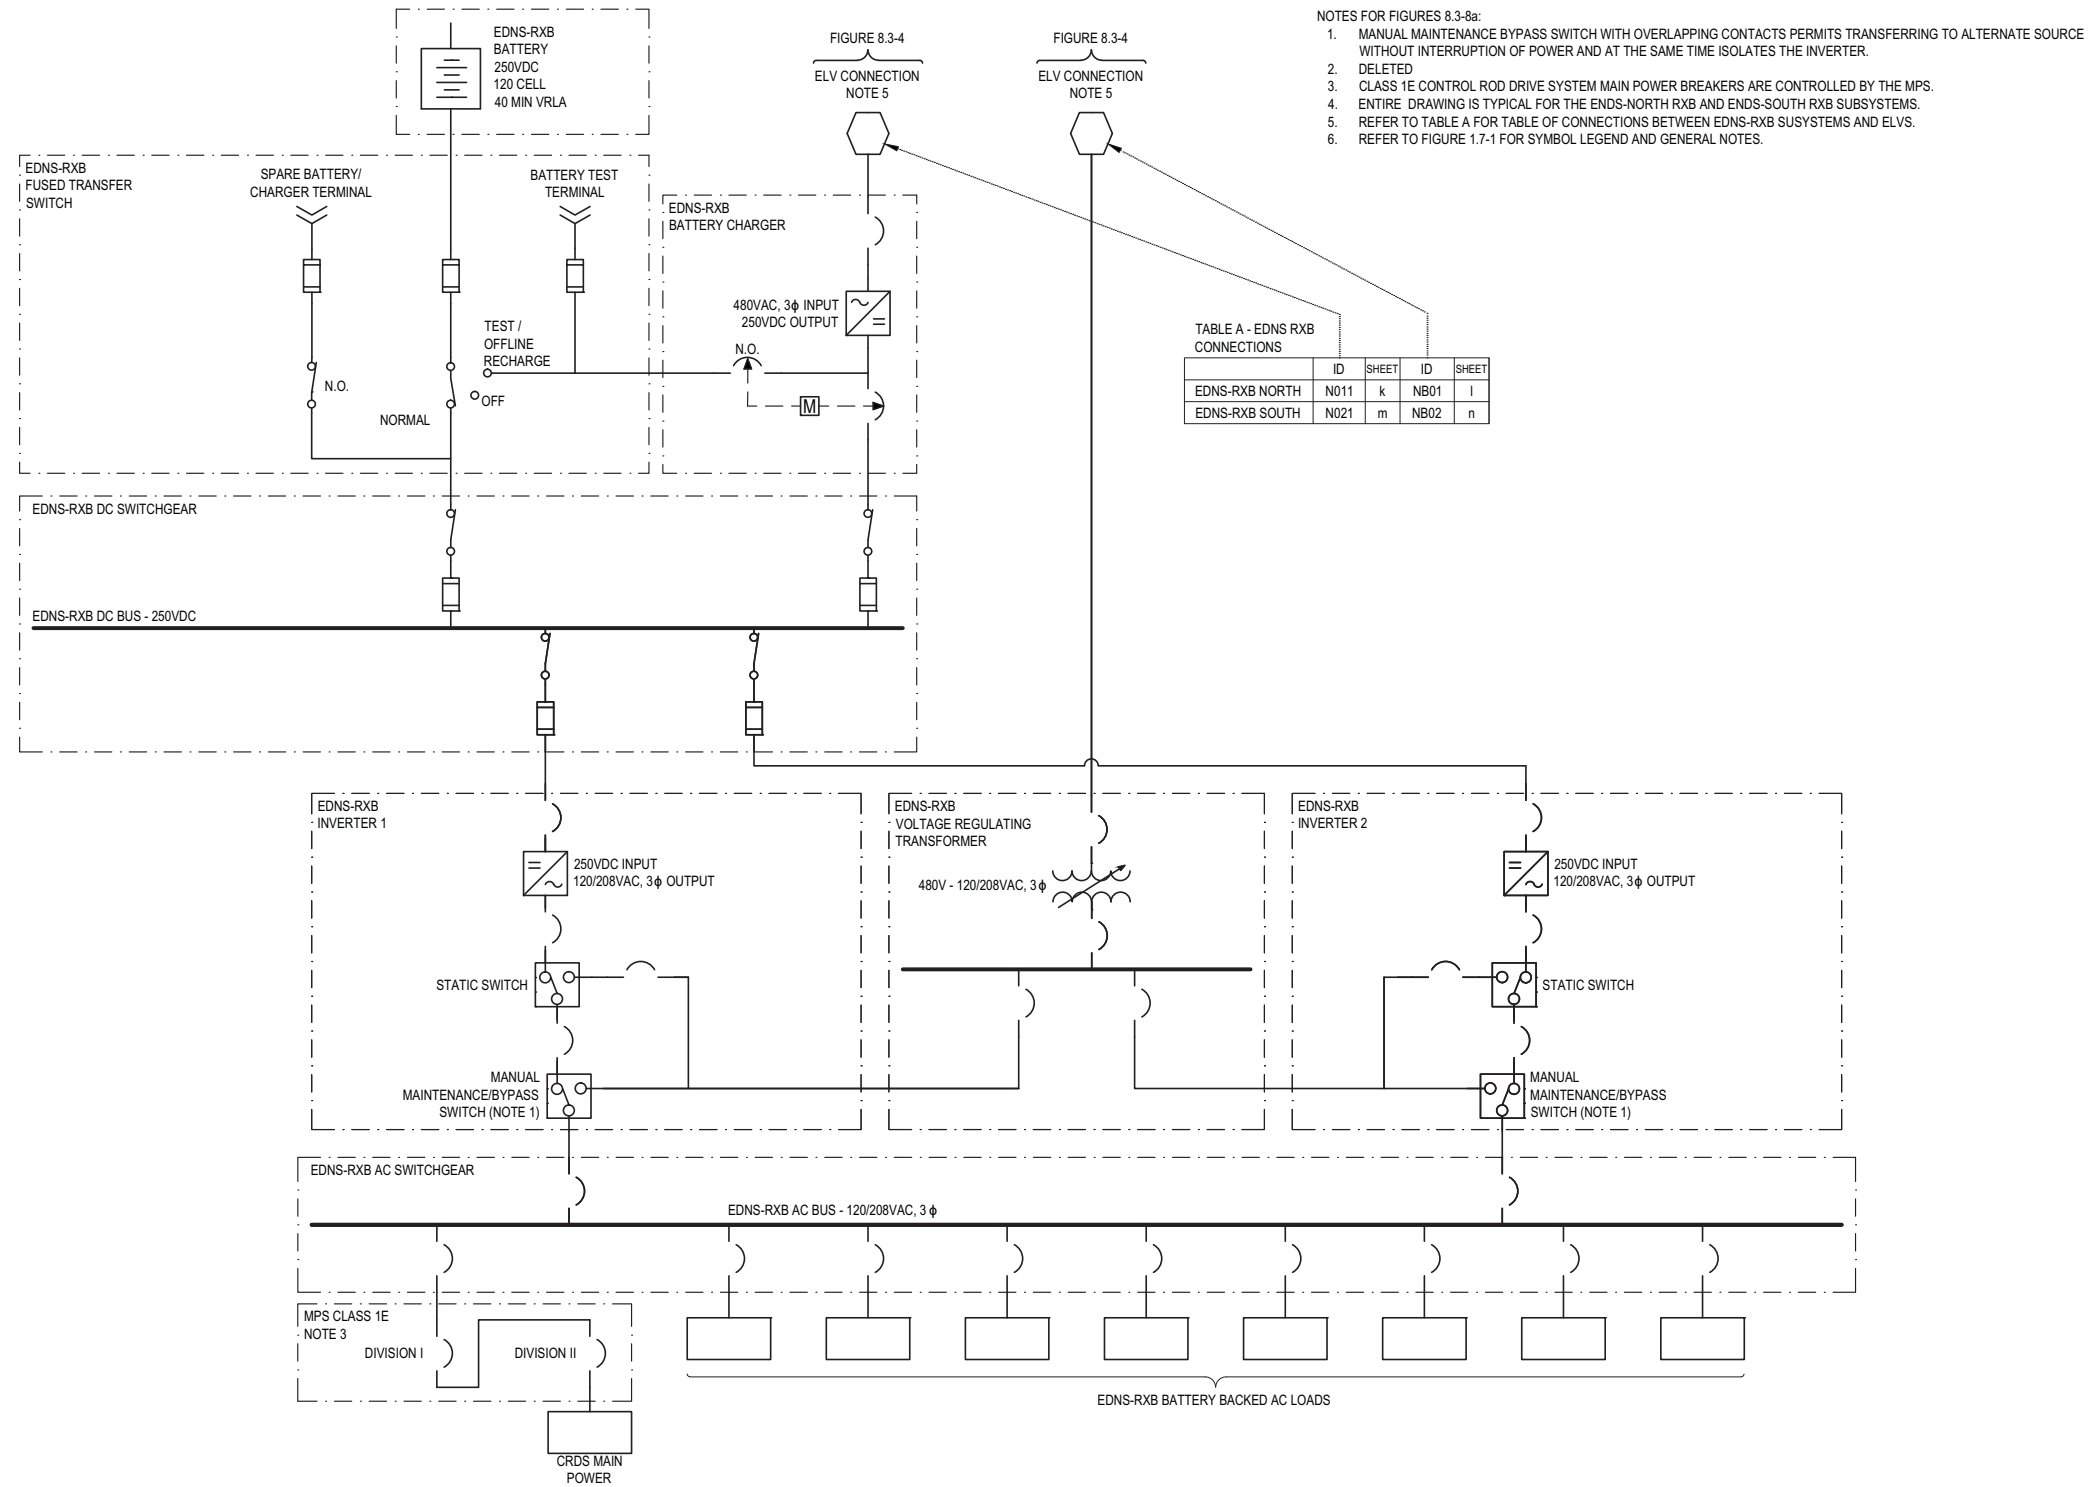 EDNS-RXB
BATTERY
250VDC
120 CELL
40 MIN VRLA
FIGURE 8.3-4
ELV CONNECTION
NOTE 5
FIGURE 8.3-4
ELV CONNECTION
NOTE 5
NOTES FOR FIGURES 8.3-8a:
1. MANUAL MAINTENANCE BYPASS SWITCH WITH OVERLAPPING CONTACTS PERMITS TRANSFERRING TO ALTERNATE SOURCE
WITHOUT INTERRUPTION OF POWER AND AT THE SAME TIME ISOLATES THE INVERTER.
2. DELETED
3. CLASS 1E CONTROL ROD DRIVE SYSTEM MAIN POWER BREAKERS ARE CONTROLLED BY THE MPS.
4. ENTIRE DRAWING IS TYPICAL FOR THE ENDS-NORTH RXB AND ENDS-SOUTH RXB SUBSYSTEMS.
5. REFER TO TABLE A FOR TABLE OF CONNECTIONS BETWEEN EDNS-RXB SUSYSTEMS AND ELVS.
6. REFER TO FIGURE 1.7-1 FOR SYMBOL LEGEND AND GENERAL NOTES.
EDNS-RXB
FUSED TRANSFER
SWITCH
SPARE BATTERY/
CHARGER TERMINAL
BATTERY TEST
TERMINAL
N.O.
NORMAL
TEST /
OFFLINE
RECHARGE
OFF
EDNS-RXB
BATTERY CHARGER
480VAC, 3ϕ INPUT
250VDC OUTPUT
N.O.
M
TABLE A - EDNS RXB
CONNECTIONS
ID SHEET ID SHEET
EDNS-RXB NORTH N011 k NB01 l
EDNS-RXB SOUTH N021 m NB02 n
EDNS-RXB DC SWITCHGEAR
EDNS-RXB DC BUS - 250VDC
EDNS-RXB
INVERTER 1
250VDC INPUT
120/208VAC, 3ϕ OUTPUT
STATIC SWITCH
MANUAL
MAINTENANCE/BYPASS
SWITCH (NOTE 1)
EDNS-RXB
VOLTAGE REGULATING
TRANSFORMER
480V - 120/208VAC, 3ϕ
EDNS-RXB
INVERTER 2
250VDC INPUT
120/208VAC, 3ϕ OUTPUT
STATIC SWITCH
MANUAL
MAINTENANCE/BYPASS
SWITCH (NOTE 1)
EDNS-RXB AC SWITCHGEAR
EDNS-RXB AC BUS - 120/208VAC, 3 ϕ
MPS CLASS 1E
NOTE 3
DIVISION I
DIVISION II
CRDS MAIN
POWER
EDNS-RXB BATTERY BACKED AC LOADS